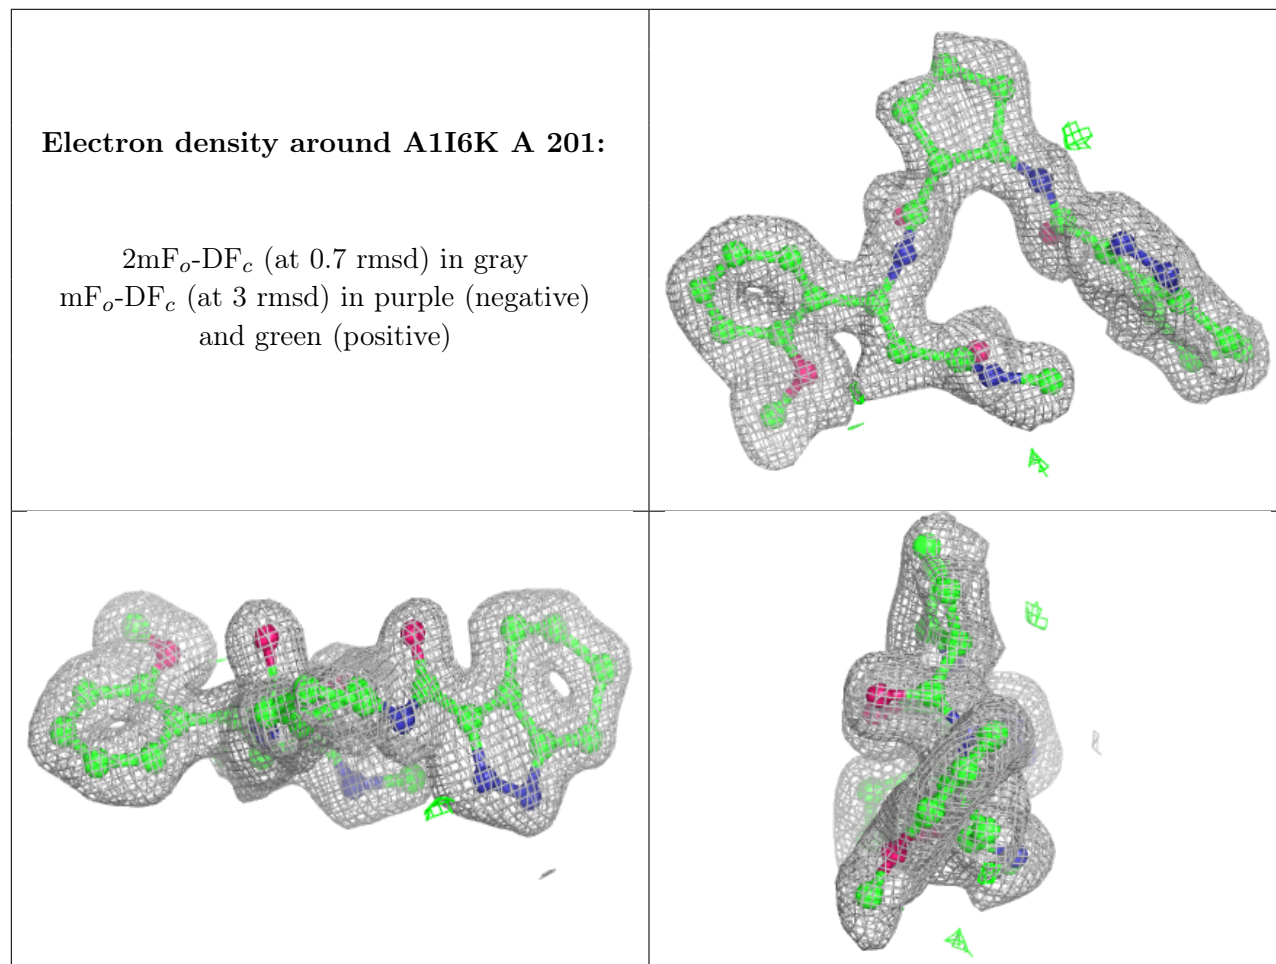 Electron density around A1I6K A 201:
2mFo-DFc (at 0.7 rmsd) in gray
mFo-DFc (at 3 rmsd) in purple (negative)
and green (positive)